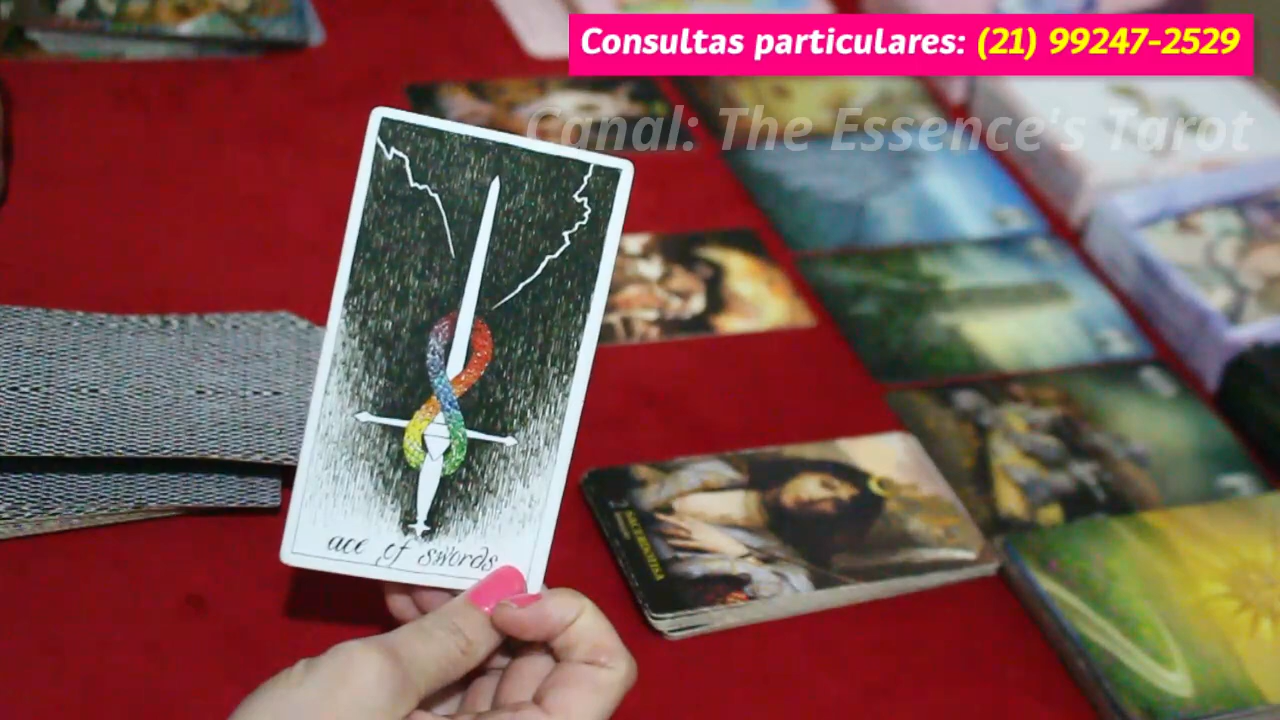 Consultas particulares: (21) 99247-2529
Canal: The Essence's Tarot
ace of swords